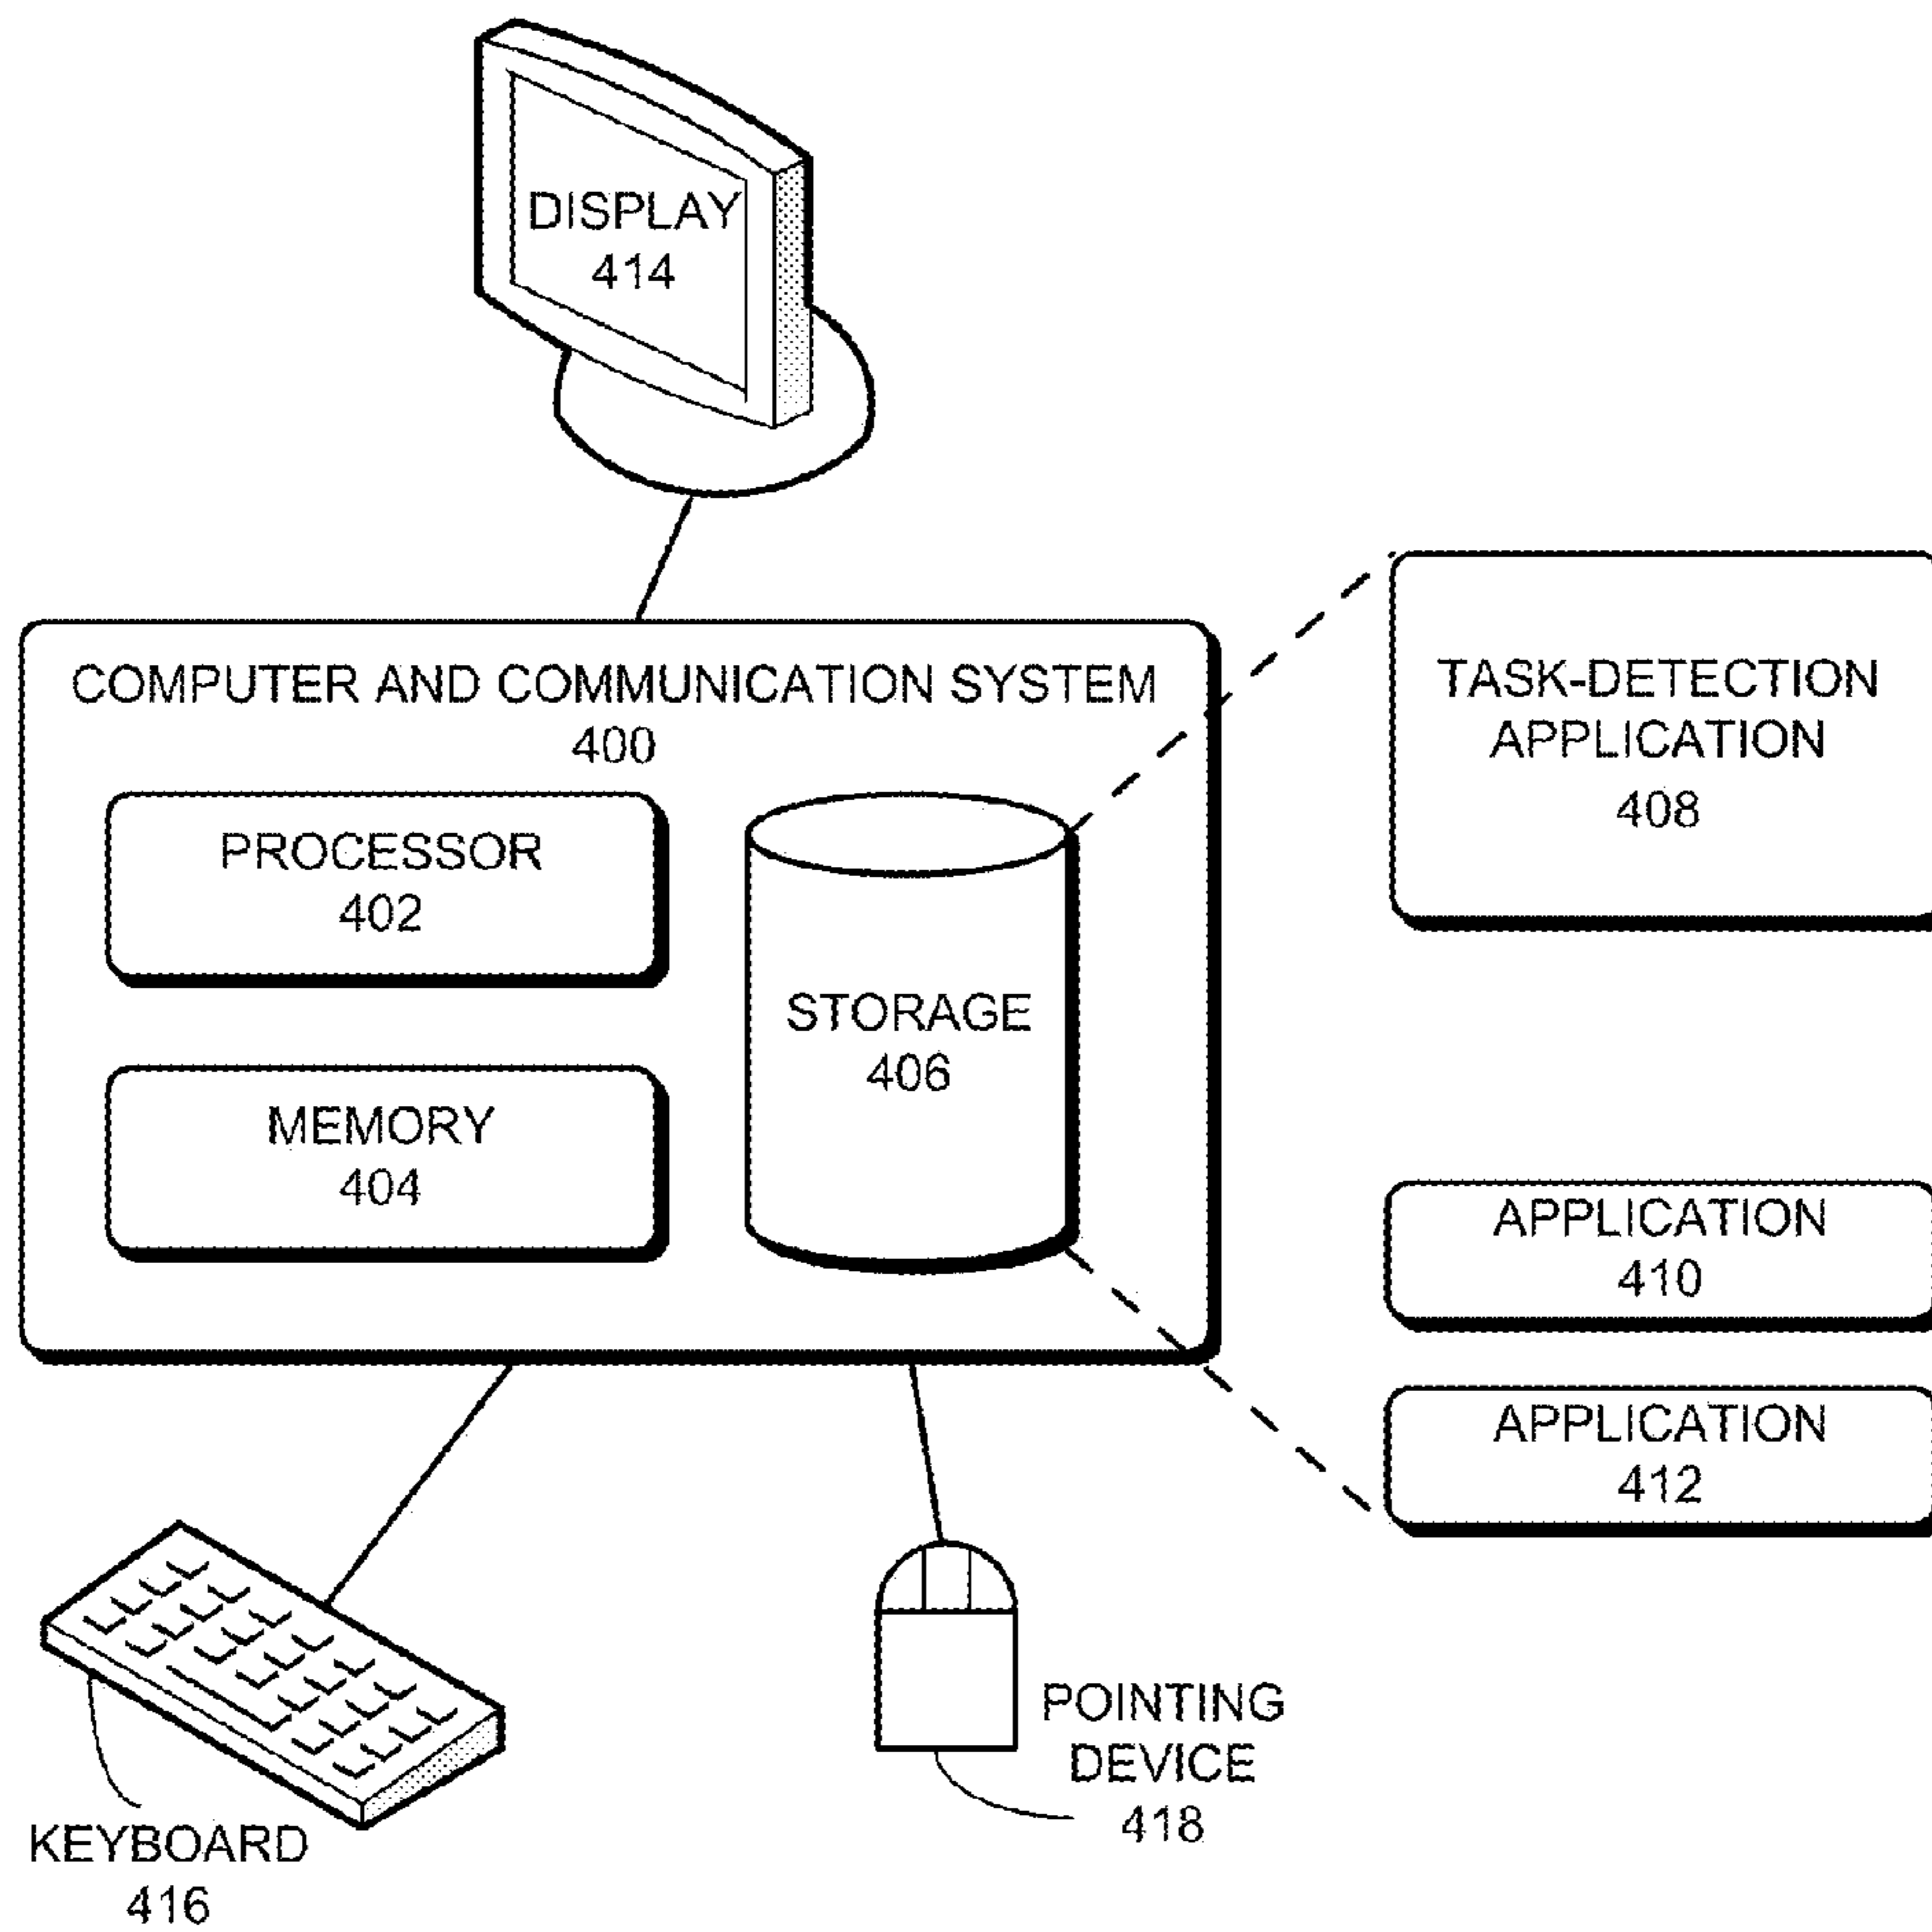 DISPLAY
414
COMPUTER AND COMMUNICATION SYSTEM
400
PROCESSOR
402
MEMORY
404
STORAGE
406
TASK-DETECTION
APPLICATION
408
APPLICATION
410
APPLICATION
412
KEYBOARD
416
POINTING
DEVICE
418